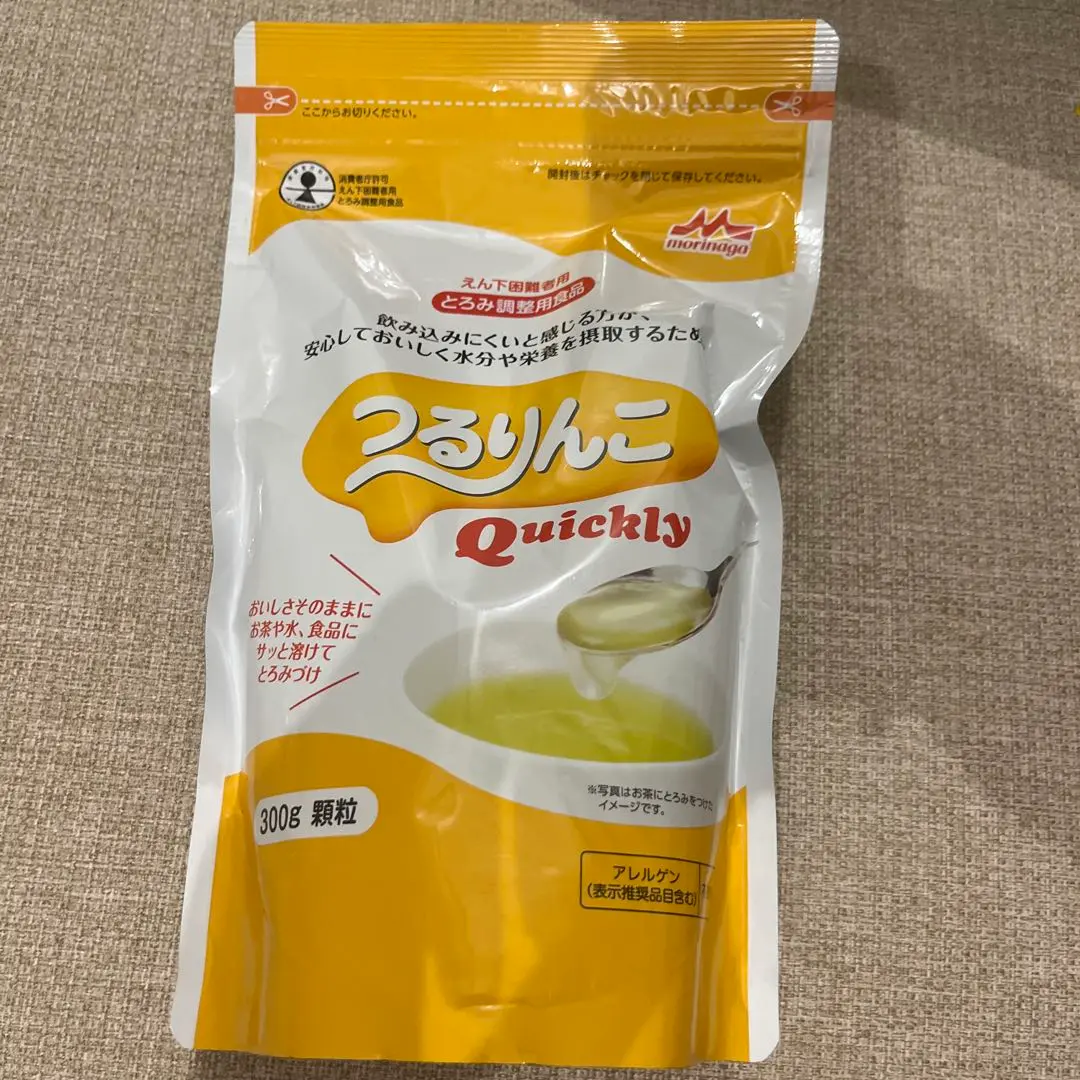 ここからお切りください。
開封後はチャックを閉じて保存してください。
消費者庁許可
えん下困難者用
とろみ調整用食品
morinaga
えん下困難者用
とろみ調整用食品
飲み込みにくいと感じる方が、
安心しておいしく水分や栄養を摂取するため
つるりんこ
Quickly
おいしさそのままに
お茶や水、食品に
サッと溶けて
とろみづけ
※写真はお茶にとろみをつけた
イメージです。
300g 顆粒
アレルゲン
(表示推奨品目含む)